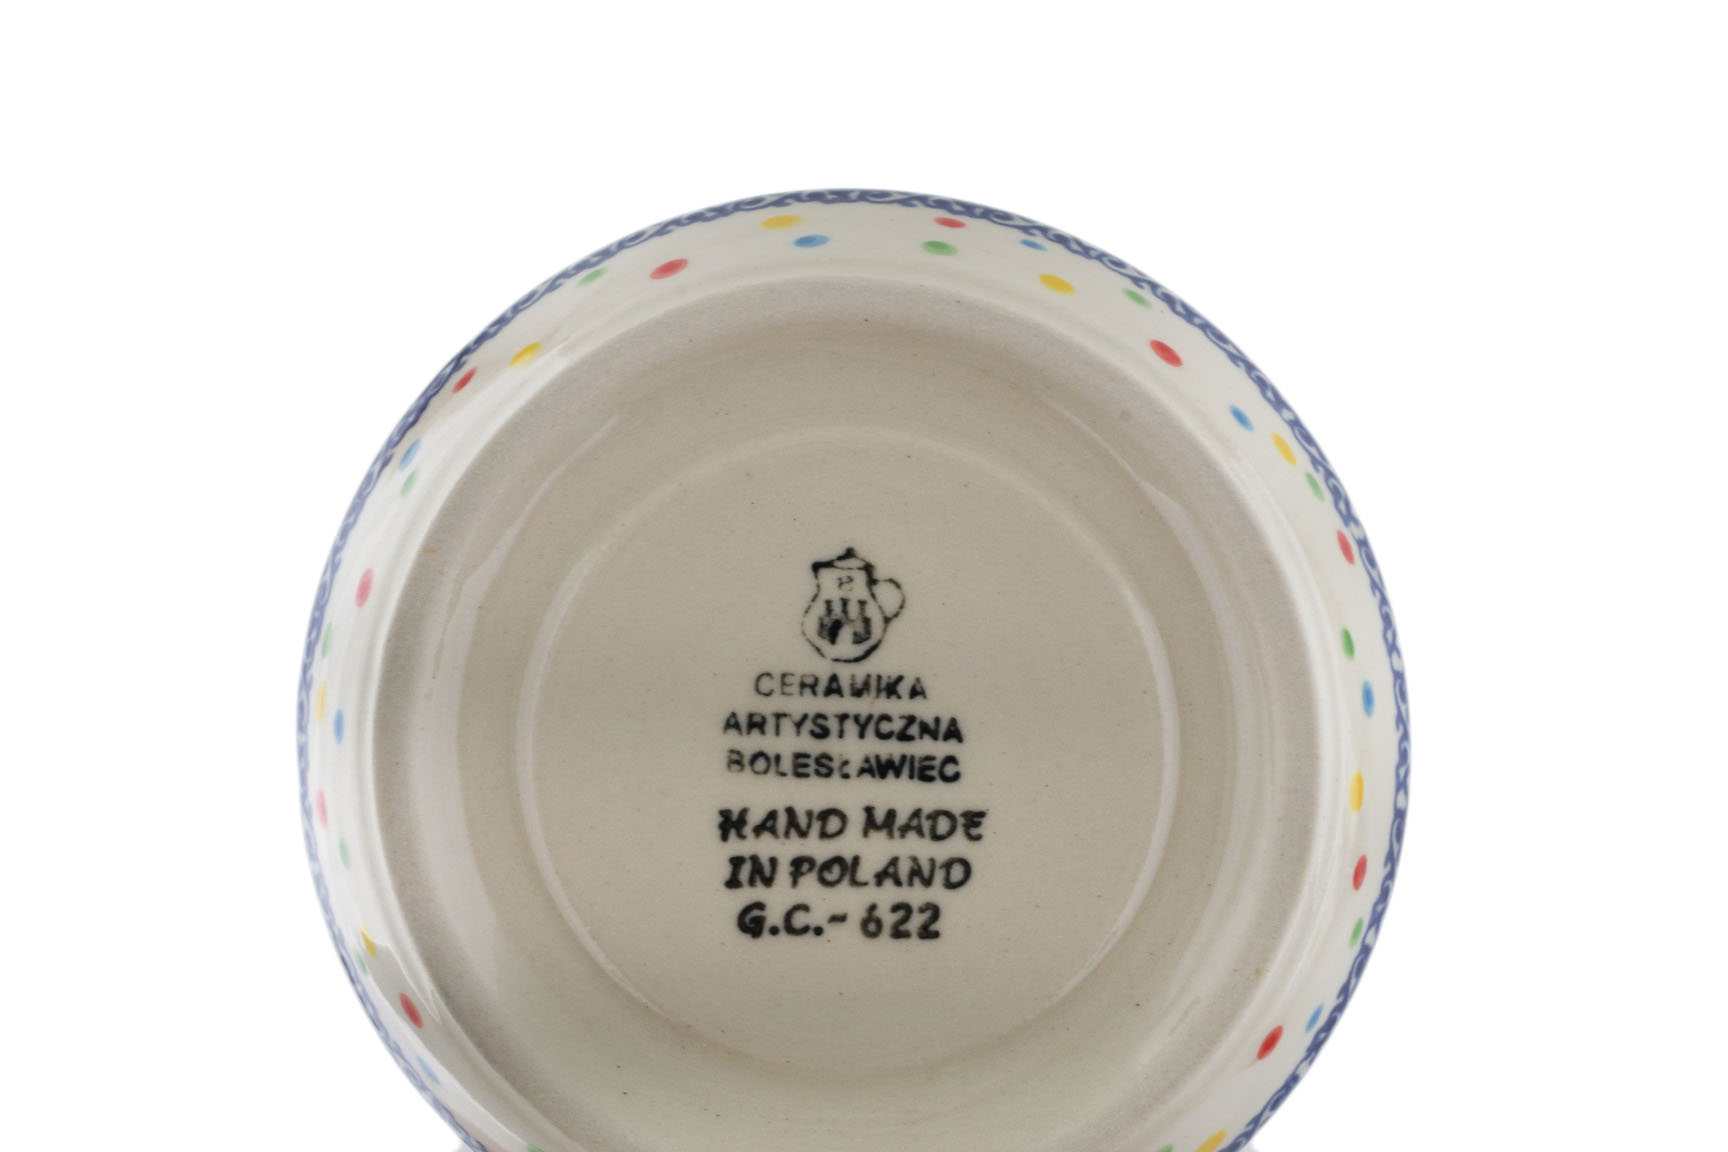 CERAMIKA
ARTYSTYCZNA
BOLESŁAWIEC
HAND MADE
IN POLAND
G.C.- 622